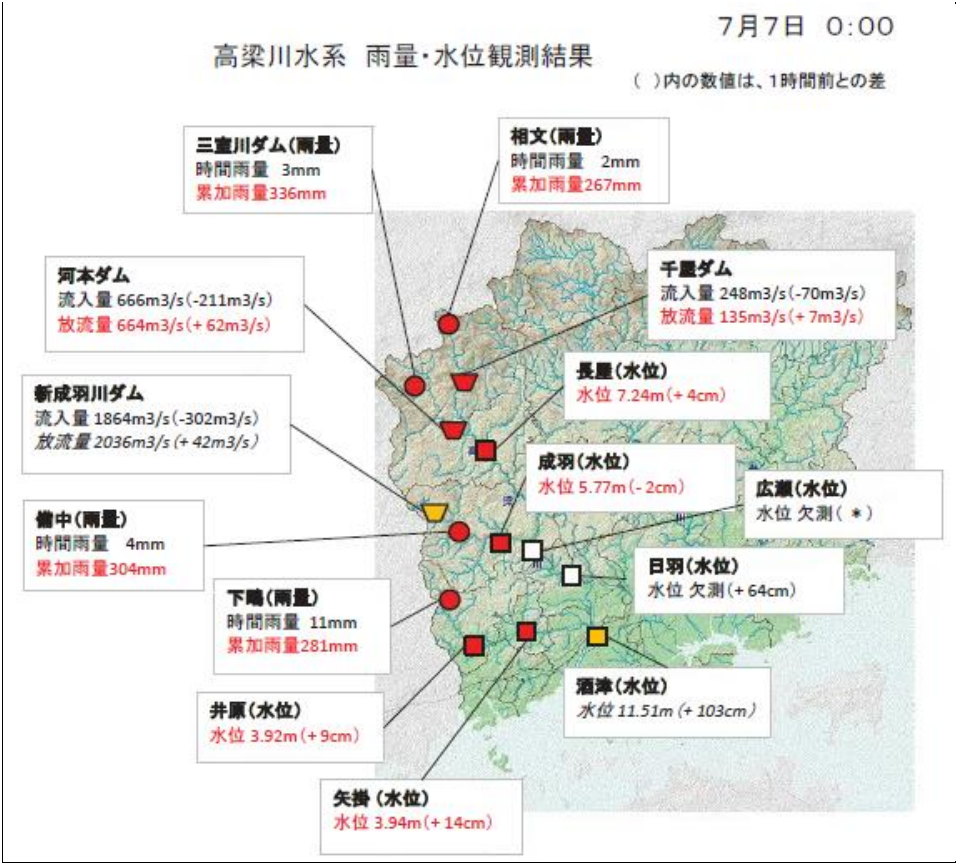 7月7日 0:00
高梁川水系 雨量・水位観測結果
( )内の数値は、1時間前との差
三室川ダム(雨量)
時間雨量 3mm
累加雨量336mm
相文(雨量)
時間雨量 2mm
累加雨量267mm
河本ダム
流入量 666m3/s(-211m3/s)
放流量 664m3/s(+ 62m3/s)
千屋ダム
流入量 248m3/s(-70m3/s)
放流量 135m3/s(+ 7m3/s)
新成羽川ダム
流入量 1864m3/s(-302m3/s)
放流量 2036m3/s(+ 42m3/s)
長屋(水位)
水位 7.24m(+ 4cm)
成羽(水位)
水位 5.77m(- 2cm)
広瀬(水位)
水位 欠測( * )
備中(雨量)
時間雨量 4mm
累加雨量304mm
日羽(水位)
水位 欠測(+ 64cm)
下鴫(雨量)
時間雨量 11mm
累加雨量281mm
酒津(水位)
水位 11.51m(+ 103cm)
井原(水位)
水位 3.92m(+ 9cm)
矢掛(水位)
水位 3.94m(+ 14cm)